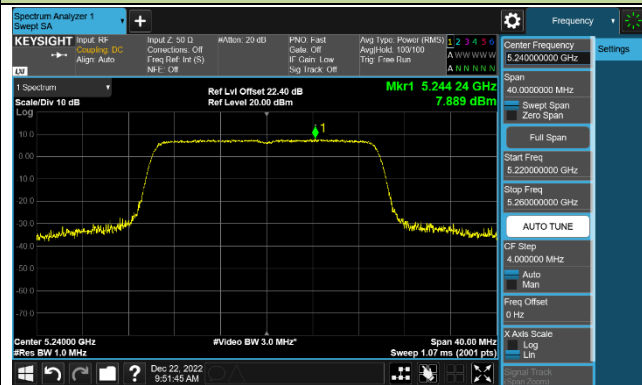 Spectrum Analyzer 1
Swept SA
+
Frequency
KEYSIGHT
Input: RF
Coupling: DC
Align: Auto
Input Z: 50 Ω
Corrections: Off
Freq Ref: Int (S)
NFE: Off
#Atten: 20 dB
PNO: Fast
Gate: Off
IF Gain: Low
Sig Track: Off
Avg Type: Power (RMS)
Avg|Hold: 100/100
Trig: Free Run
1 2 3 4 5 6
A W W W W W
A N N N N N
LXI
1 Spectrum
Scale/Div 10 dB
Log
Ref Lvl Offset 22.40 dB
Ref Level 20.00 dBm
Mkr1 5.244 24 GHz
7.889 dBm
1
10.0
0.00
-10.0
-20.0
-30.0
-40.0
-50.0
-60.0
-70.0
Center 5.24000 GHz
#Res BW 1.0 MHz
#Video BW 3.0 MHz*
Span 40.00 MHz
Sweep 1.07 ms (2001 pts)
Center Frequency
5.240000000 GHz
Settings
Span
40.0000000 MHz
Swept Span
Zero Span
Full Span
Start Freq
5.220000000 GHz
Stop Freq
5.260000000 GHz
AUTO TUNE
CF Step
4.000000 MHz
Auto
Man
Freq Offset
0 Hz
X Axis Scale
Log
Lin
Signal Track
(Span Zoom)
?
Dec 22, 2022
9:51:45 AM